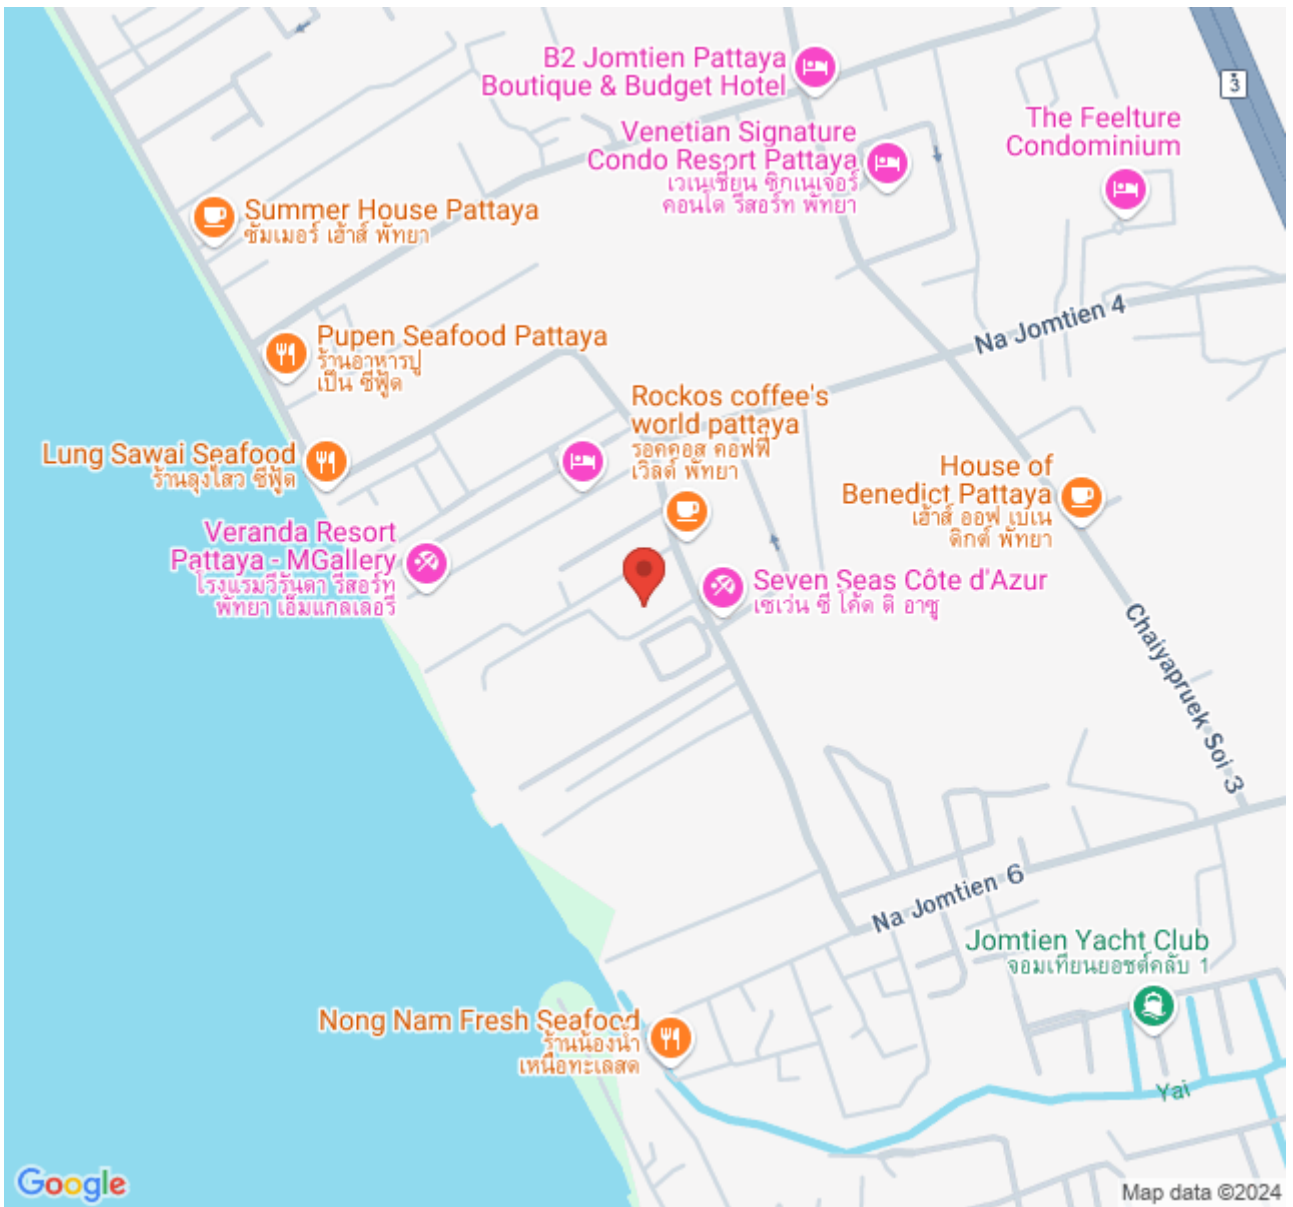 B2 Jomtien Pattaya
Boutique & Budget Hotel
3
The Feelture
Condominium
Venetian Signature
Condo Resort Pattaya
เวเนเชี่ยน ซิกเนเจอร์
คอนโด รีสอร์ท พัทยา
Summer House Pattaya
ซัมเมอร์ เฮ้าส์ พัทยา
Na Jomtien 4
Pupen Seafood Pattaya
ร้านอาหารปู
เป็น ซีฟู้ด
Rockos coffee's
world pattaya
รอคคอส คอฟฟี่
เวิลด์ พัทยา
Lung Sawai Seafood
ร้านลุงไสว ซีฟู้ด
House of
Benedict Pattaya
เฮ้าส์ ออฟ เบเน
ดิกต์ พัทยา
Veranda Resort
Pattaya - MGallery
โรงแรมวีรันดา รีสอร์ท
พัทยา เอ็มแกลเลอรี
Seven Seas Côte d'Azur
เซเว่น ซี โค้ด ดิ อาซู
Chaiyapruek Soi 3
Na Jomtien 6
Jomtien Yacht Club
จอมเทียนยอชต์คลับ 1
Nong Nam Fresh Seafood
ร้านน้องน้ำ
เหนือทะเลสด
Yai
Google
Map data ©2024